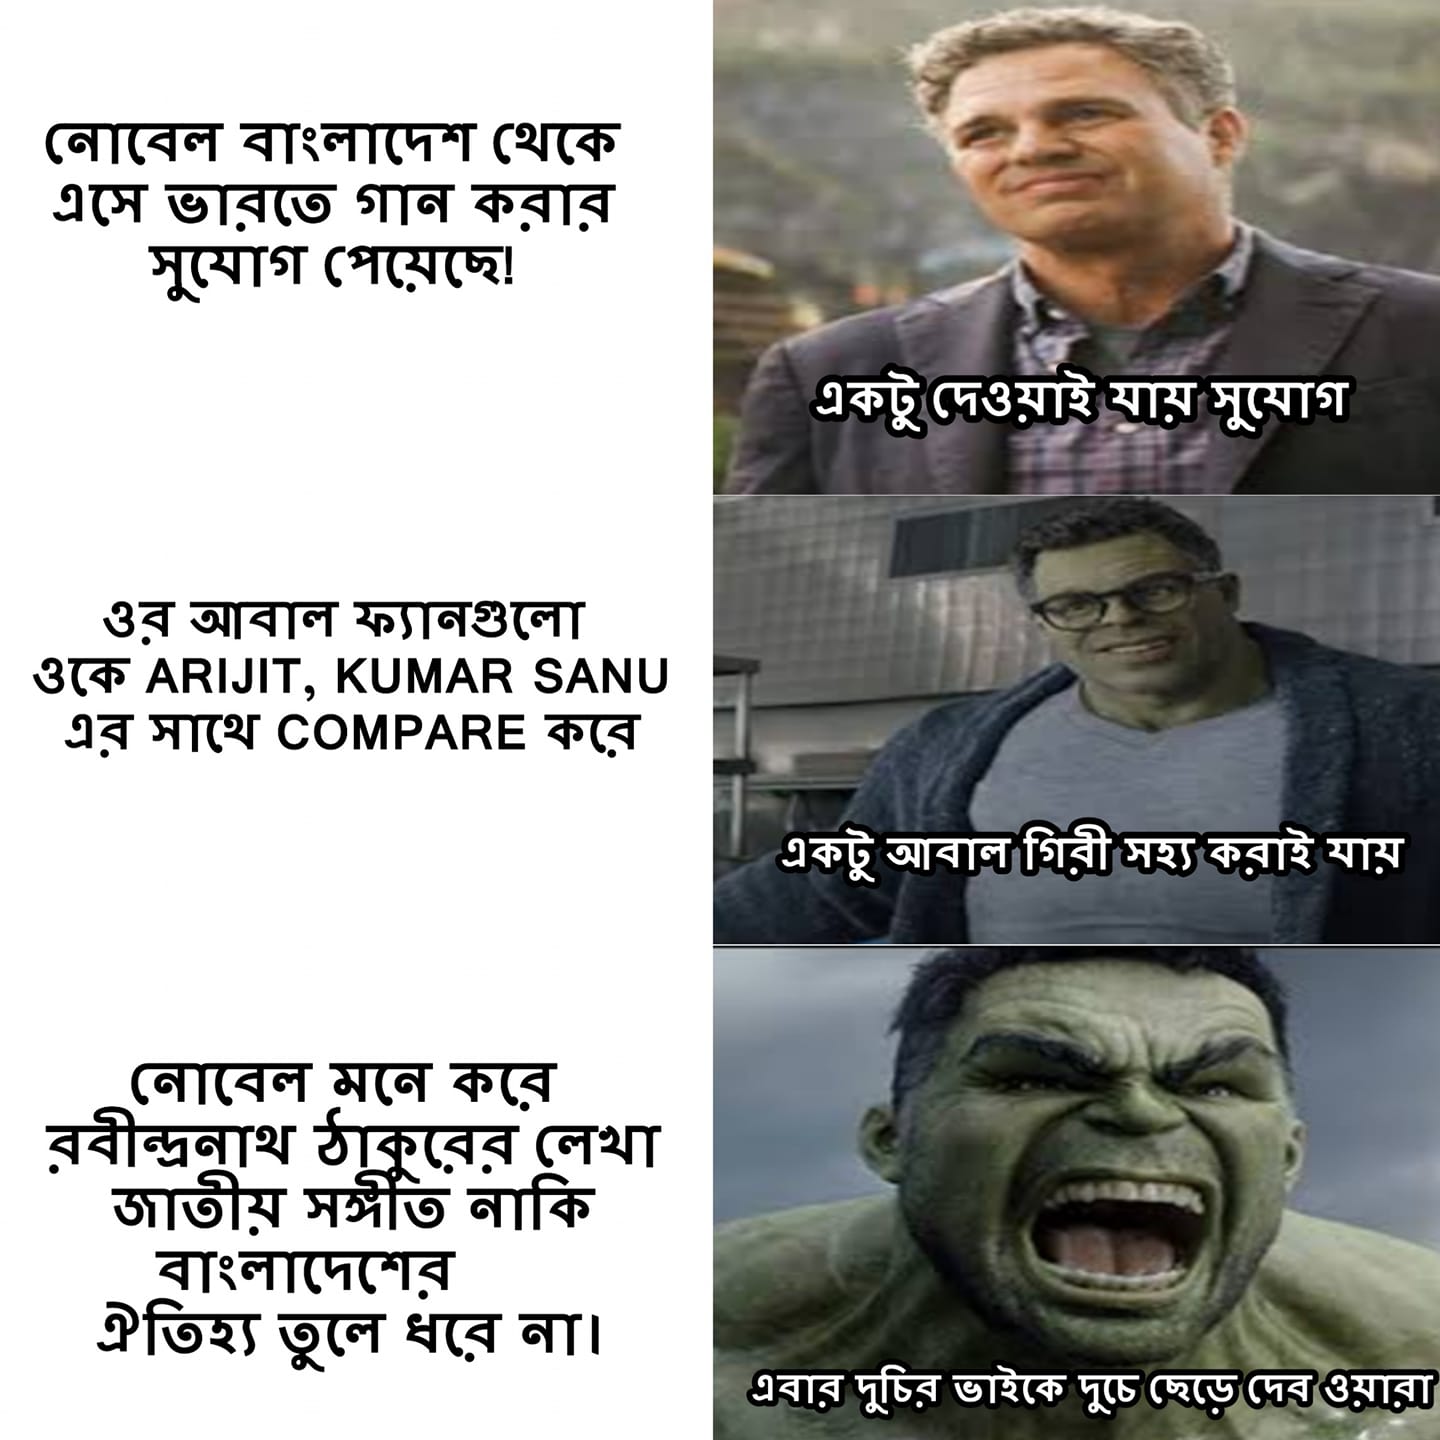 নোবেল বাংলাদেশ থেকে
এসে ভারতে গান করার
সুযোগ পেয়েছে!
একটু দেওয়াই যায় সুযোগ
ওর আবাল ফ্যানগুলো
ওকে ARIJIT, KUMAR SANU
এর সাথে COMPARE করে
একটু আবাল গিরী সহ্য করাই যায়
নোবেল মনে করে
রবীন্দ্রনাথ ঠাকুরের লেখা
জাতীয় সঙ্গীত নাকি
বাংলাদেশের
ঐতিহ্য তুলে ধরে না।
এবার দুচির ভাইকে দুচে ছেড়ে দেব ওয়ারা